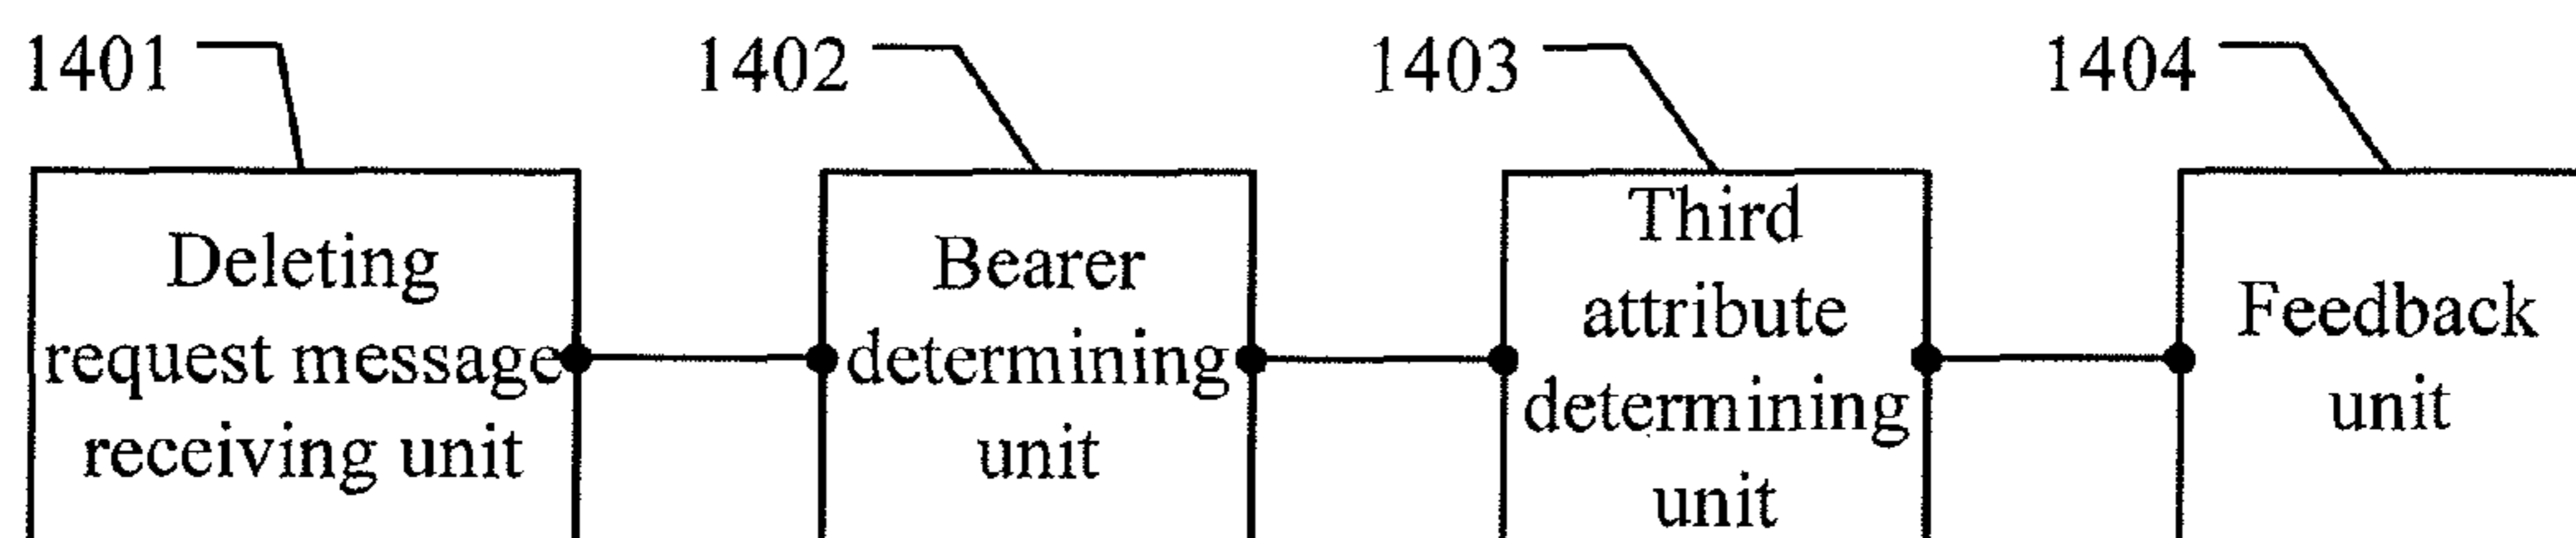 1401
1402
1403
1404
Deleting
request message
receiving unit
Bearer
determining
unit
Third
attribute
determining
unit
Feedback
unit